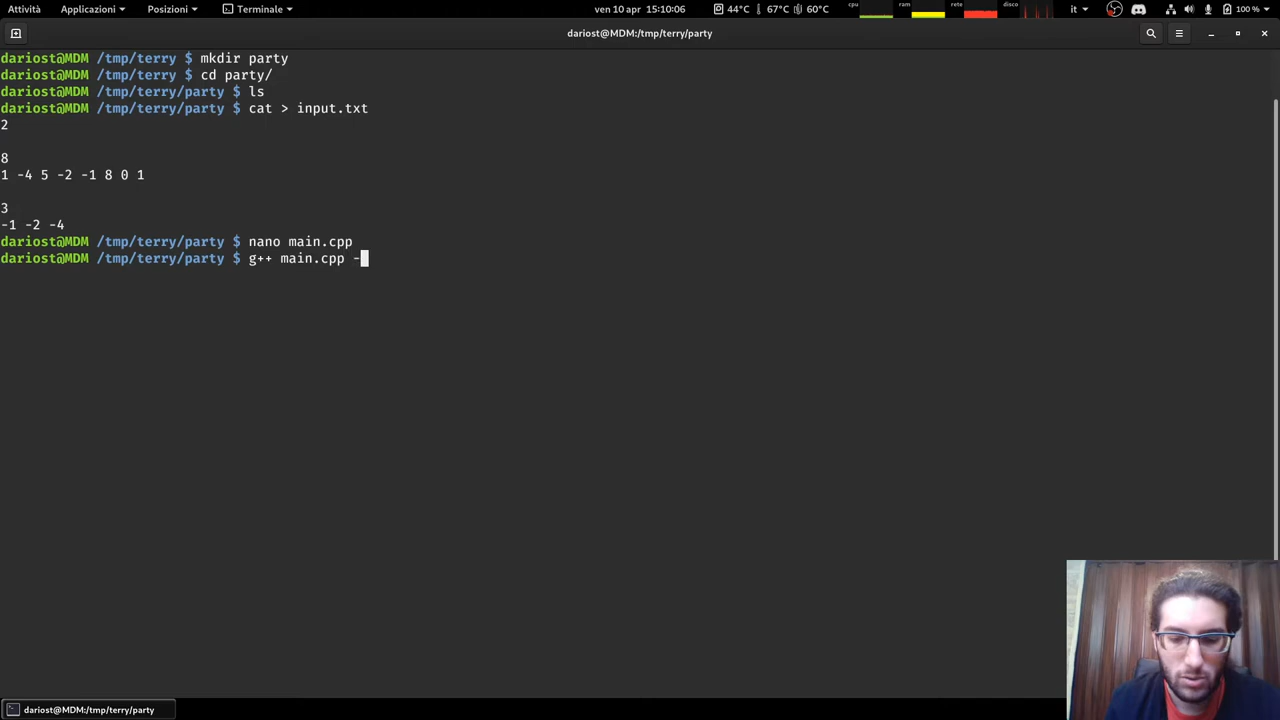 Attività Applicazioni Posizioni Terminale ven 10 apr 15:10:06 44°C 67°C 60°C cpu ram rete disco it 100 %
dariost@MDM:/tmp/terry/party
dariost@MDM /tmp/terry $ mkdir party
dariost@MDM /tmp/terry $ cd party/
dariost@MDM /tmp/terry/party $ ls
dariost@MDM /tmp/terry/party $ cat > input.txt
2
8
1 -4 5 -2 -1 8 0 1
3
-1 -2 -4
dariost@MDM /tmp/terry/party $ nano main.cpp
dariost@MDM /tmp/terry/party $ g++ main.cpp -
dariost@MDM:/tmp/terry/party